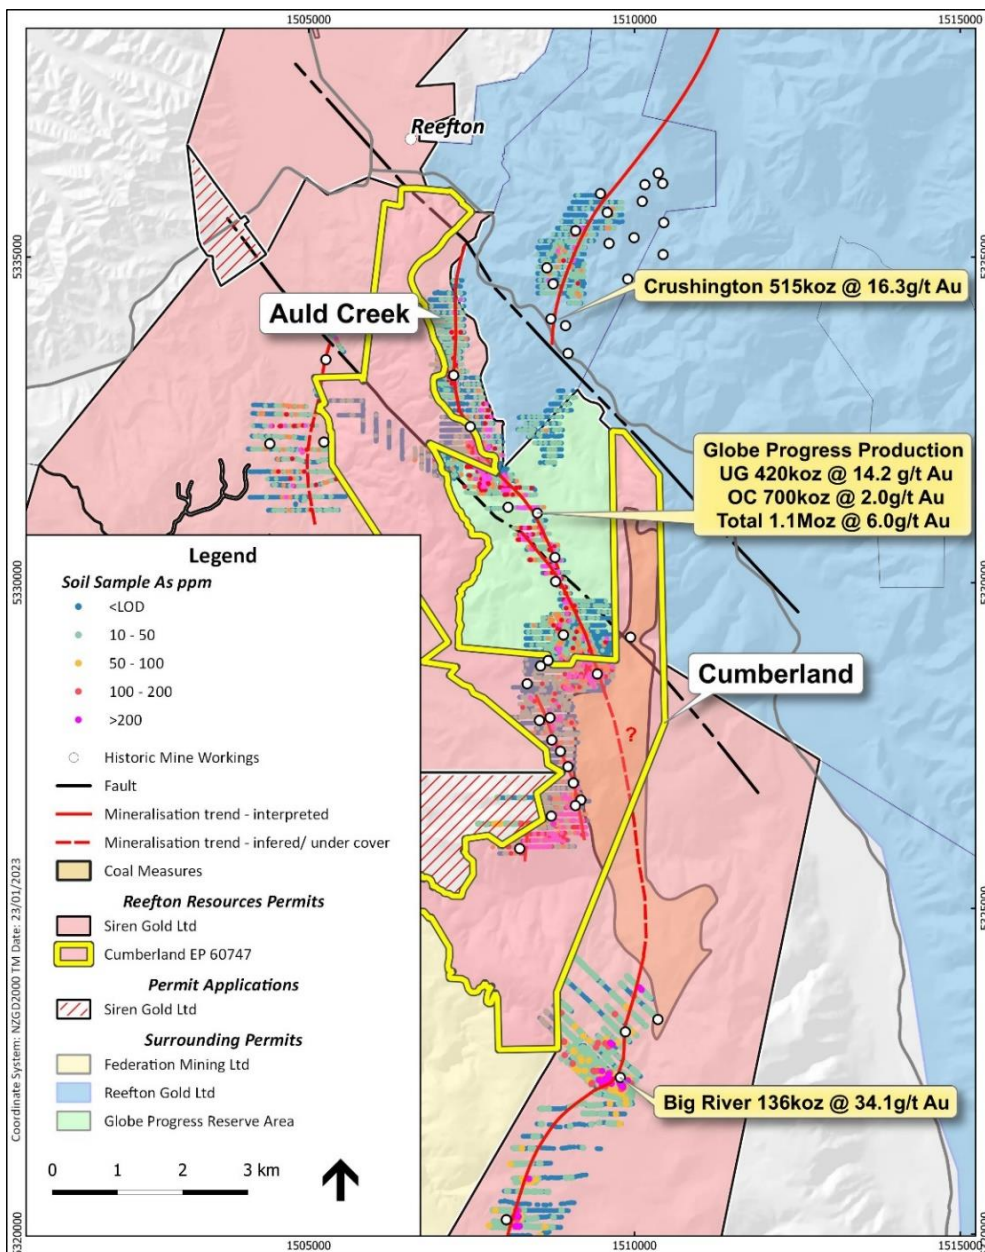 1505000
1510000
1515000
Reefton
5335000
5335000
Crushington 515koz @ 16.3g/t Au
Auld Creek
Globe Progress Production
UG 420koz @ 14.2 g/t Au
OC 700koz @ 2.0g/t Au
Total 1.1Moz @ 6.0g/t Au
5330000
5330000
Cumberland
?
Legend
Soil Sample As ppm
<LOD
10 - 50
50 - 100
100 - 200
>200
Historic Mine Workings
Fault
Mineralisation trend - interpreted
Mineralisation trend - infered/ under cover
Coal Measures
Reefton Resources Permits
Siren Gold Ltd
Cumberland EP 60747
Permit Applications
Siren Gold Ltd
Surrounding Permits
Federation Mining Ltd
Reefton Gold Ltd
Globe Progress Reserve Area
0 1 2 3 km
Coordinate System: NZGD2000 TM Date: 23/01/2023
5325000
Big River 136koz @ 34.1g/t Au
5320000
5320000
1505000
1510000
1515000